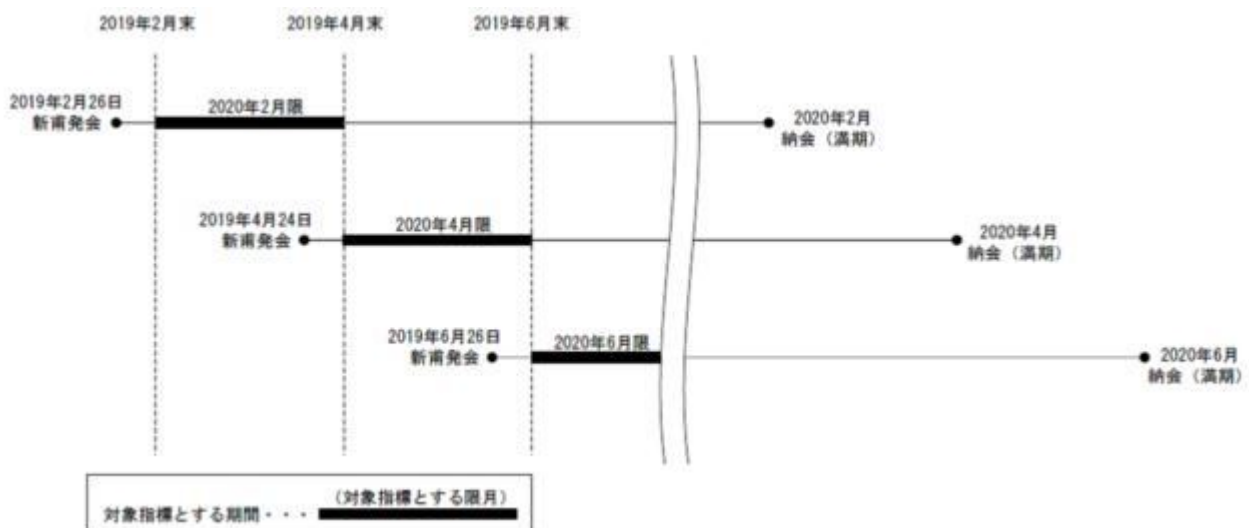 2019年2月末
2019年4月末
2019年6月末
2019年2月26日
新甫発会
2020年2月限
2020年2月
納会（満期）
2019年4月24日
新甫発会
2020年4月限
2020年4月
納会（満期）
2019年6月26日
新甫発会
2020年6月限
2020年6月
納会（満期）
（対象指標とする限月）
対象指標とする期間・・・